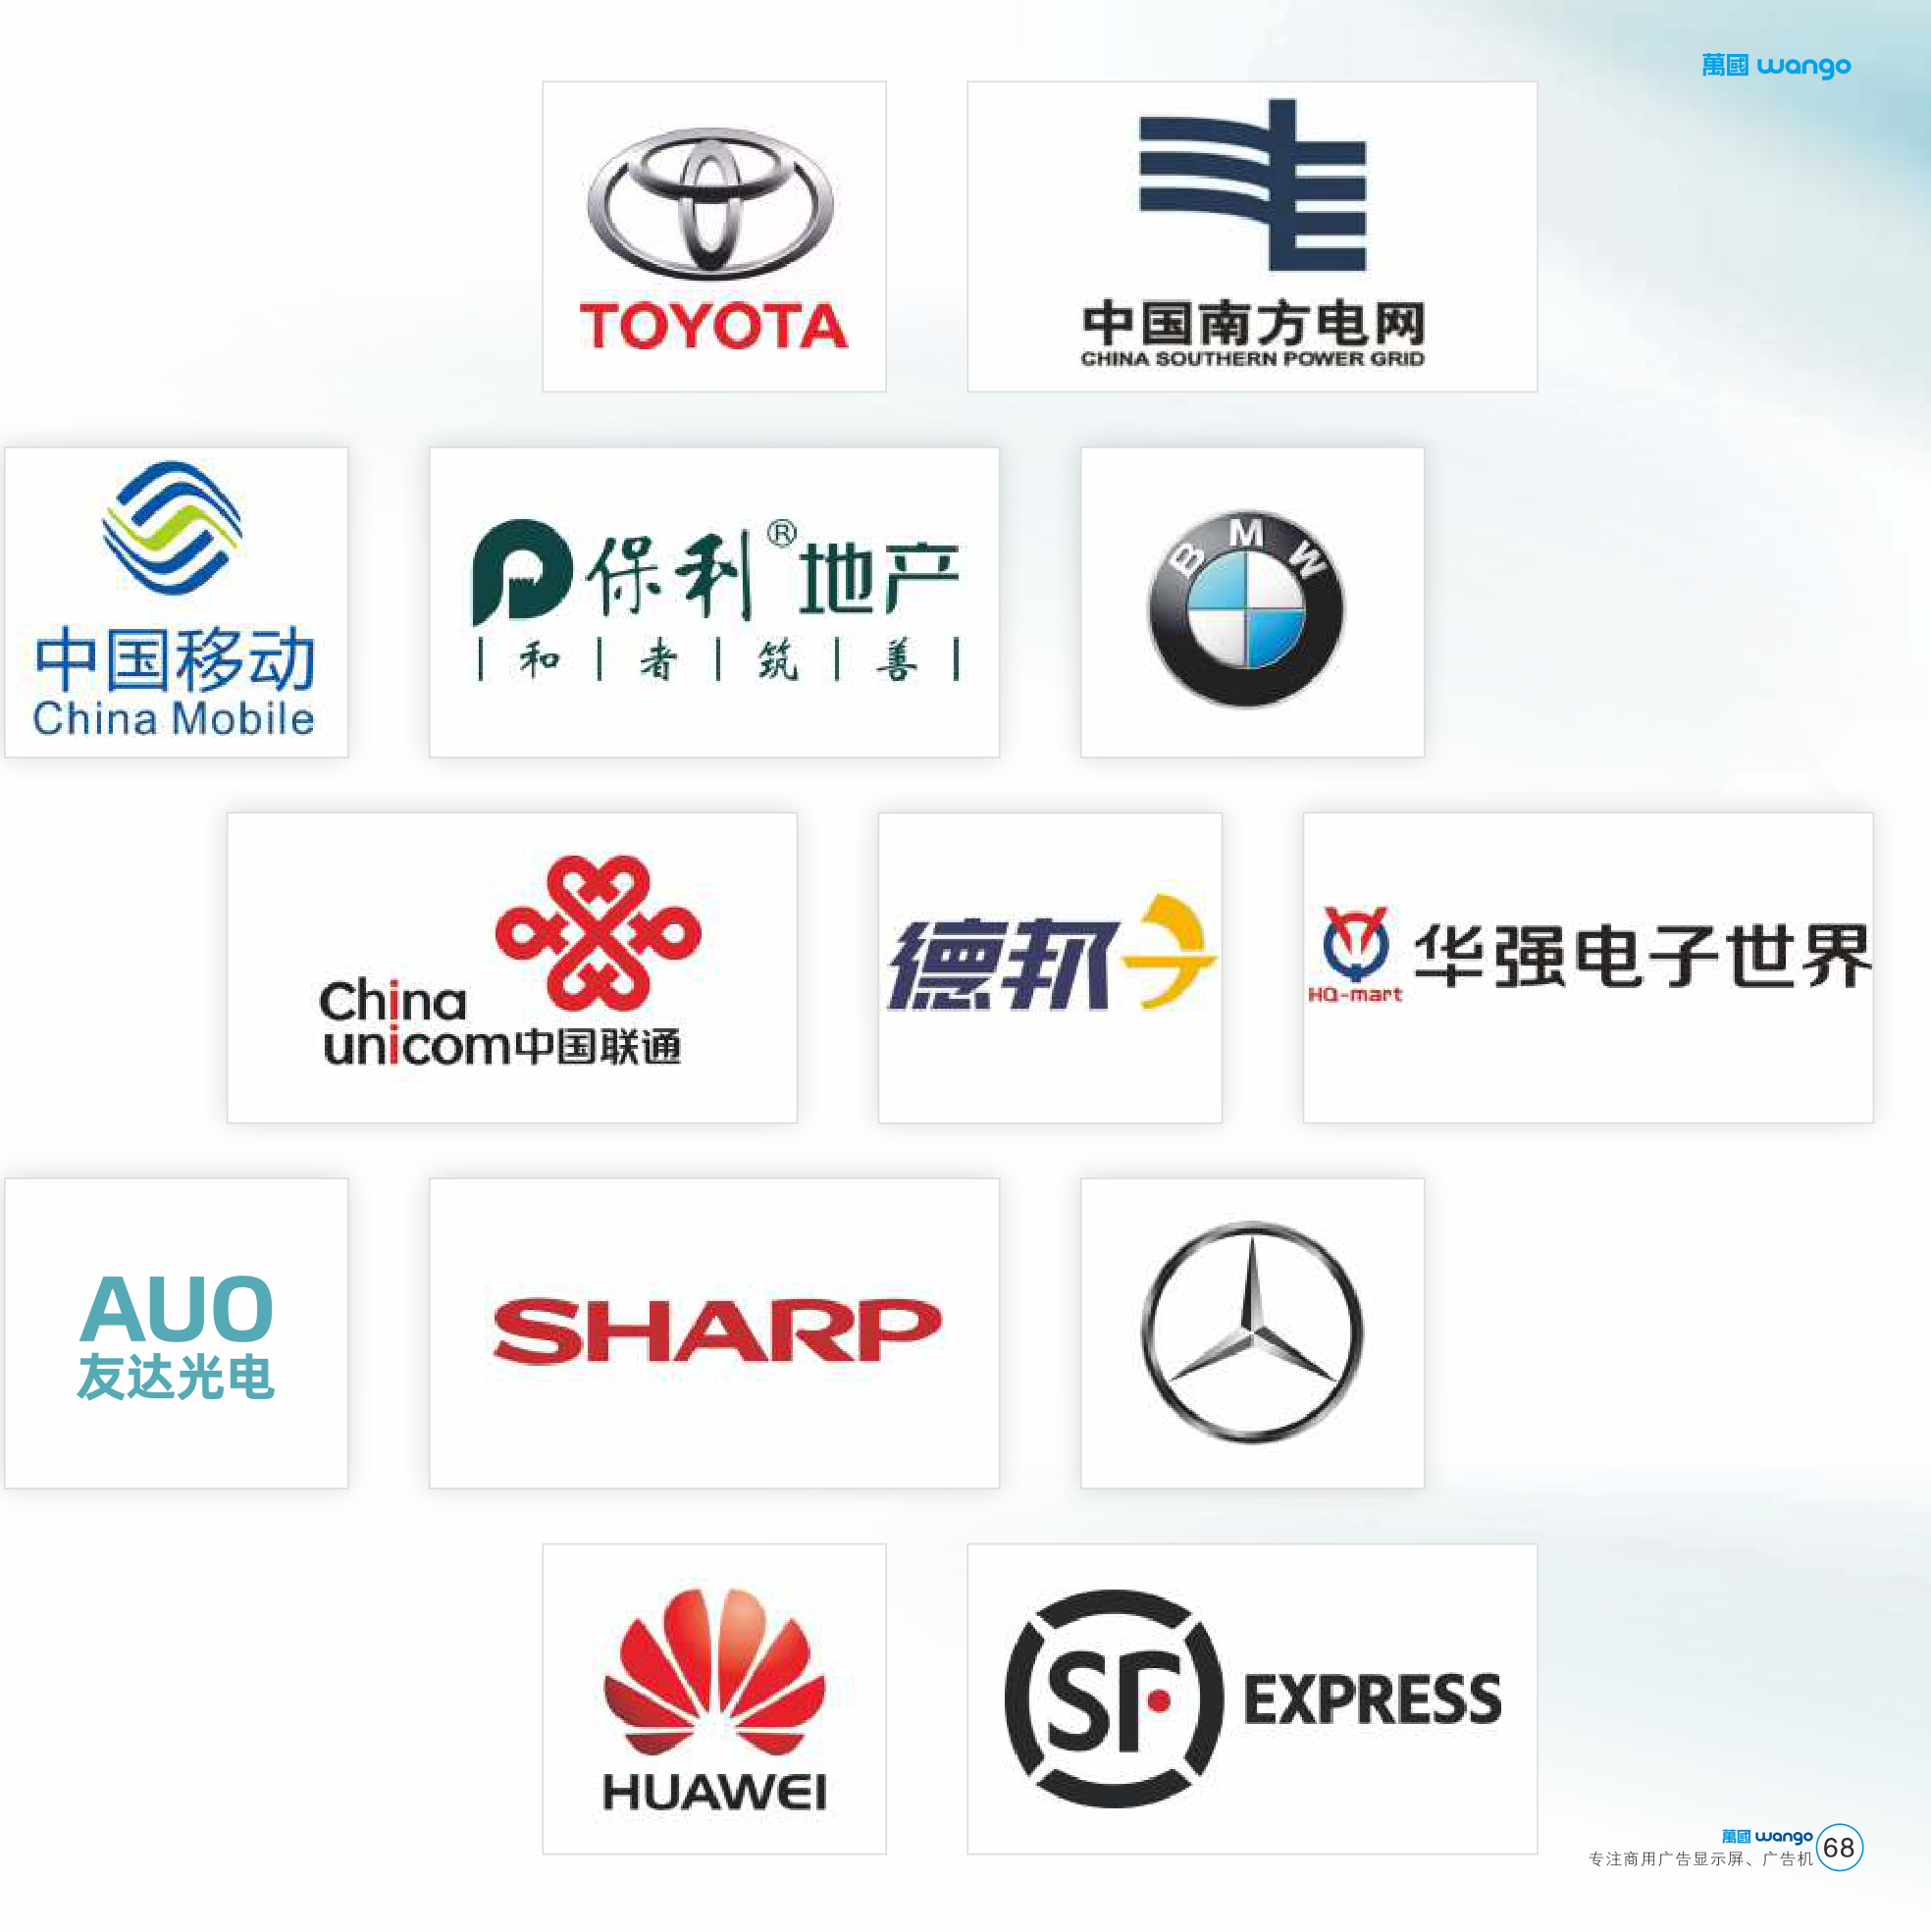 萬國 wango
TOYOTA
中国南方电网
CHINA SOUTHERN POWER GRID
中国移动
China Mobile
P保利®地产
和 者 筑 善
BMW
China
unicom中国联通
德邦
HQ-mart 华强电子世界
AUO
友达光电
SHARP
HUAWEI
SF EXPRESS
萬國 wango
专注商用广告显示屏、广告机 68